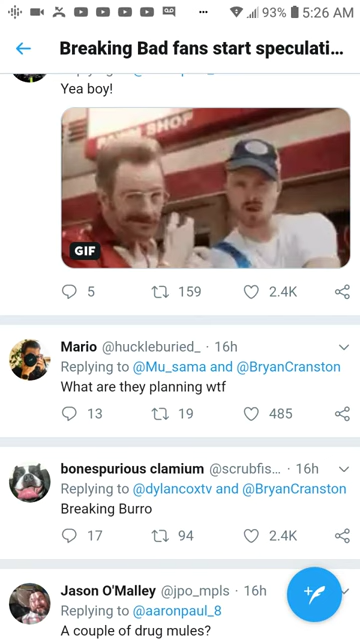 93% 5:26 AM
Breaking Bad fans start speculati...
Yea boy!
SHOP
GIF
5 159 2.4K
Mario @huckleburied_ · 16h
Replying to @Mu_sama and @BryanCranston
What are they planning wtf
13 19 485
bonespurious clamium @scrubfis... · 16h
Replying to @dylancoxtv and @BryanCranston
Breaking Burro
17 94 2.4K
Jason O'Malley @jpo_mpls · 16h
Replying to @aaronpaul_8
A couple of drug mules?